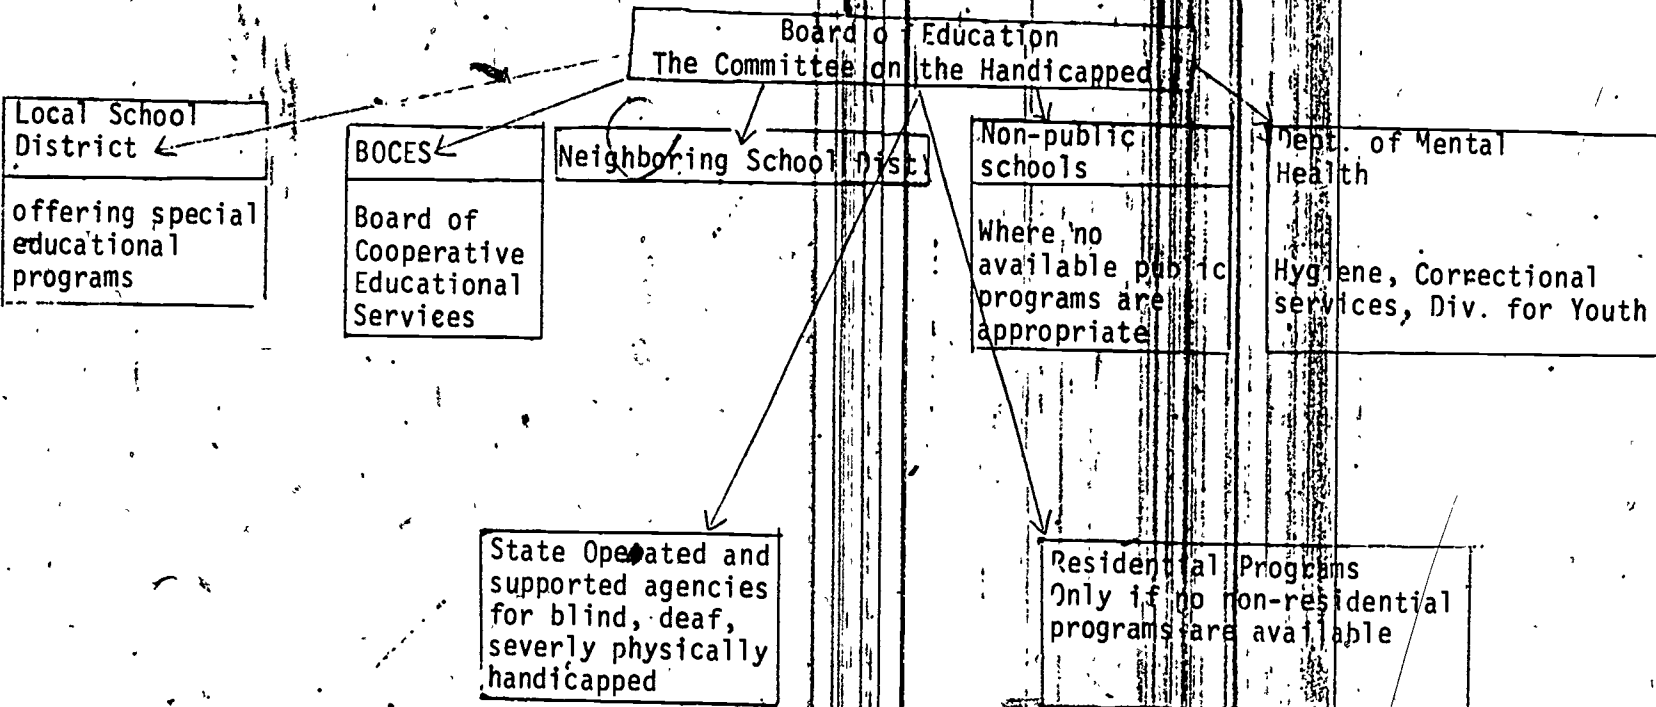 Board of Education
The Committee on the Handicapped
Local School
District
offering special
educational
programs
BOCES
Board of
Cooperative
Educational
Services
Neighboring School Dist.
Non-public
schools
Where no
available public
programs are
appropriate
Dept. of Mental
Health
Hygiene, Correctional
services, Div. for Youth
State Operated and
supported agencies
for blind, deaf,
severly physically
handicapped
Residential Programs
Only if no non-residential
programs are available